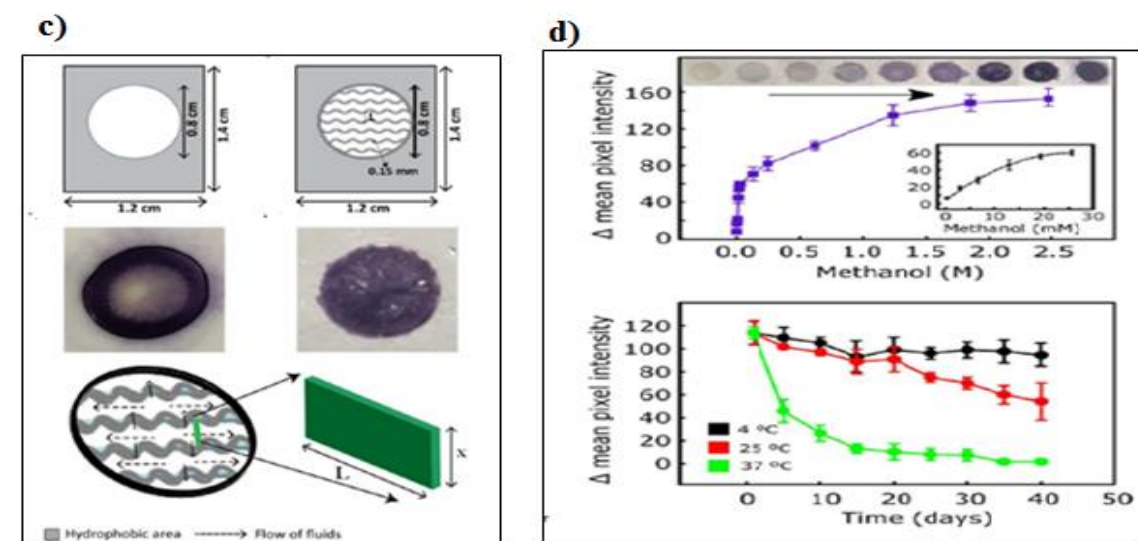 c)
0.8 cm
1.4 cm
1.2 cm
L
0.8 cm
1.4 cm
0.15 mm
1.2 cm
L
x
Hydrophobic area
Flow of fluids
d)
Δ mean pixel intensity
160
120
80
40
0
0.0 0.5 1.0 1.5 2.0 2.5
Methanol (M)
60
40
20
0
0 10 20 30
Methanol (mM)
Δ mean pixel intensity
120
100
80
60
40
20
0
4 ºC
25 ºC
37 ºC
0 10 20 30 40 50
Time (days)